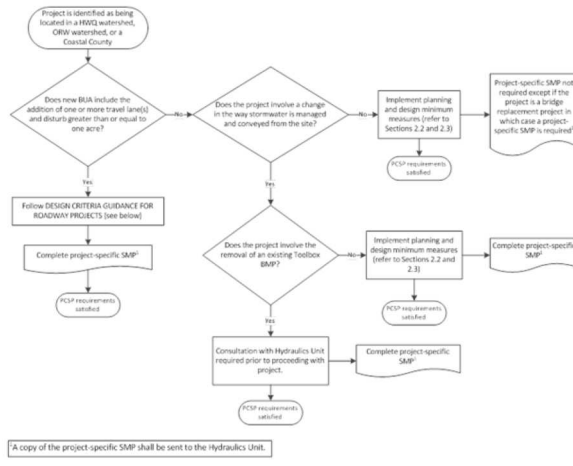 Project is identified as being
located in a HWQ watershed,
ORW watershed, or a
Coastal County
Does new BUA include the
addition of one or more travel lane(s)
and disturb greater than or equal to
one acre?
No
Does the project involve a change
in the way stormwater is managed
and conveyed from the site?
No
Implement planning and
design minimum
measures (refer to
Sections 2.2 and 2.3)
Project-specific SMP not
required except if the
project is a bridge
replacement project in
which case a project-
specific SMP is required¹
PCSP requirements
satisfied
Yes
Follow DESIGN CRITERIA GUIDANCE FOR
ROADWAY PROJECTS (see below)
Complete project-specific SMP¹
PCSP requirements
satisfied
Yes
Does the project involve the
removal of an existing Toolbox
BMP?
No
Implement planning and
design minimum measures
(refer to Sections 2.2 and
2.3)
Complete project-specific
SMP¹
PCSP requirements
satisfied
Yes
Consultation with Hydraulics Unit
required prior to proceeding with
project.
Complete project-specific
SMP¹
PCSP requirements
satisfied
¹A copy of the project-specific SMP shall be sent to the Hydraulics Unit.